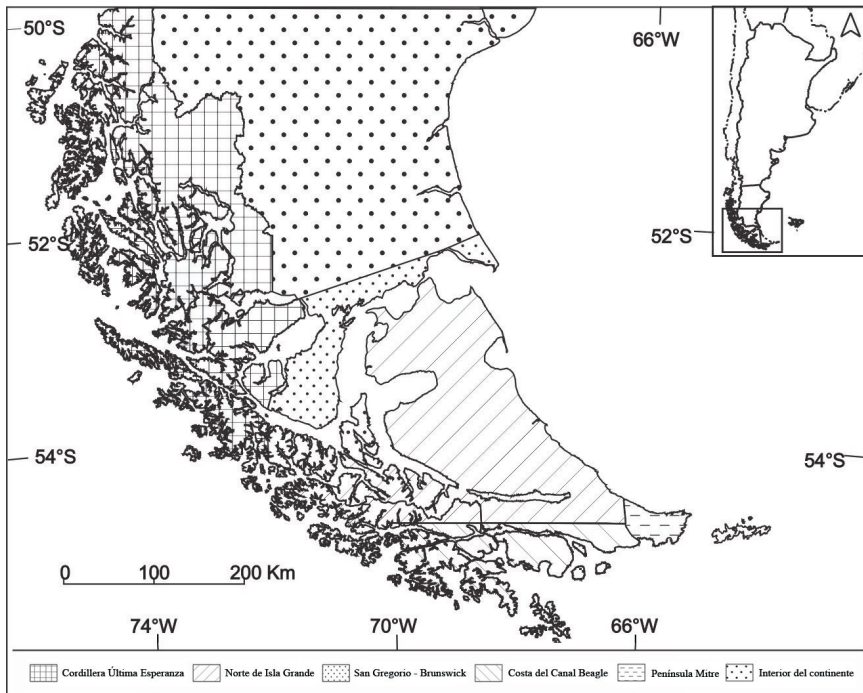 50°S
66°W
52°S
52°S
54°S
54°S
0 100 200 Km
74°W 70°W 66°W
Cordillera Última Esperanza Norte de Isla Grande San Gregorio - Brunswick Costa del Canal Beagle Península Mitre Interior del continente